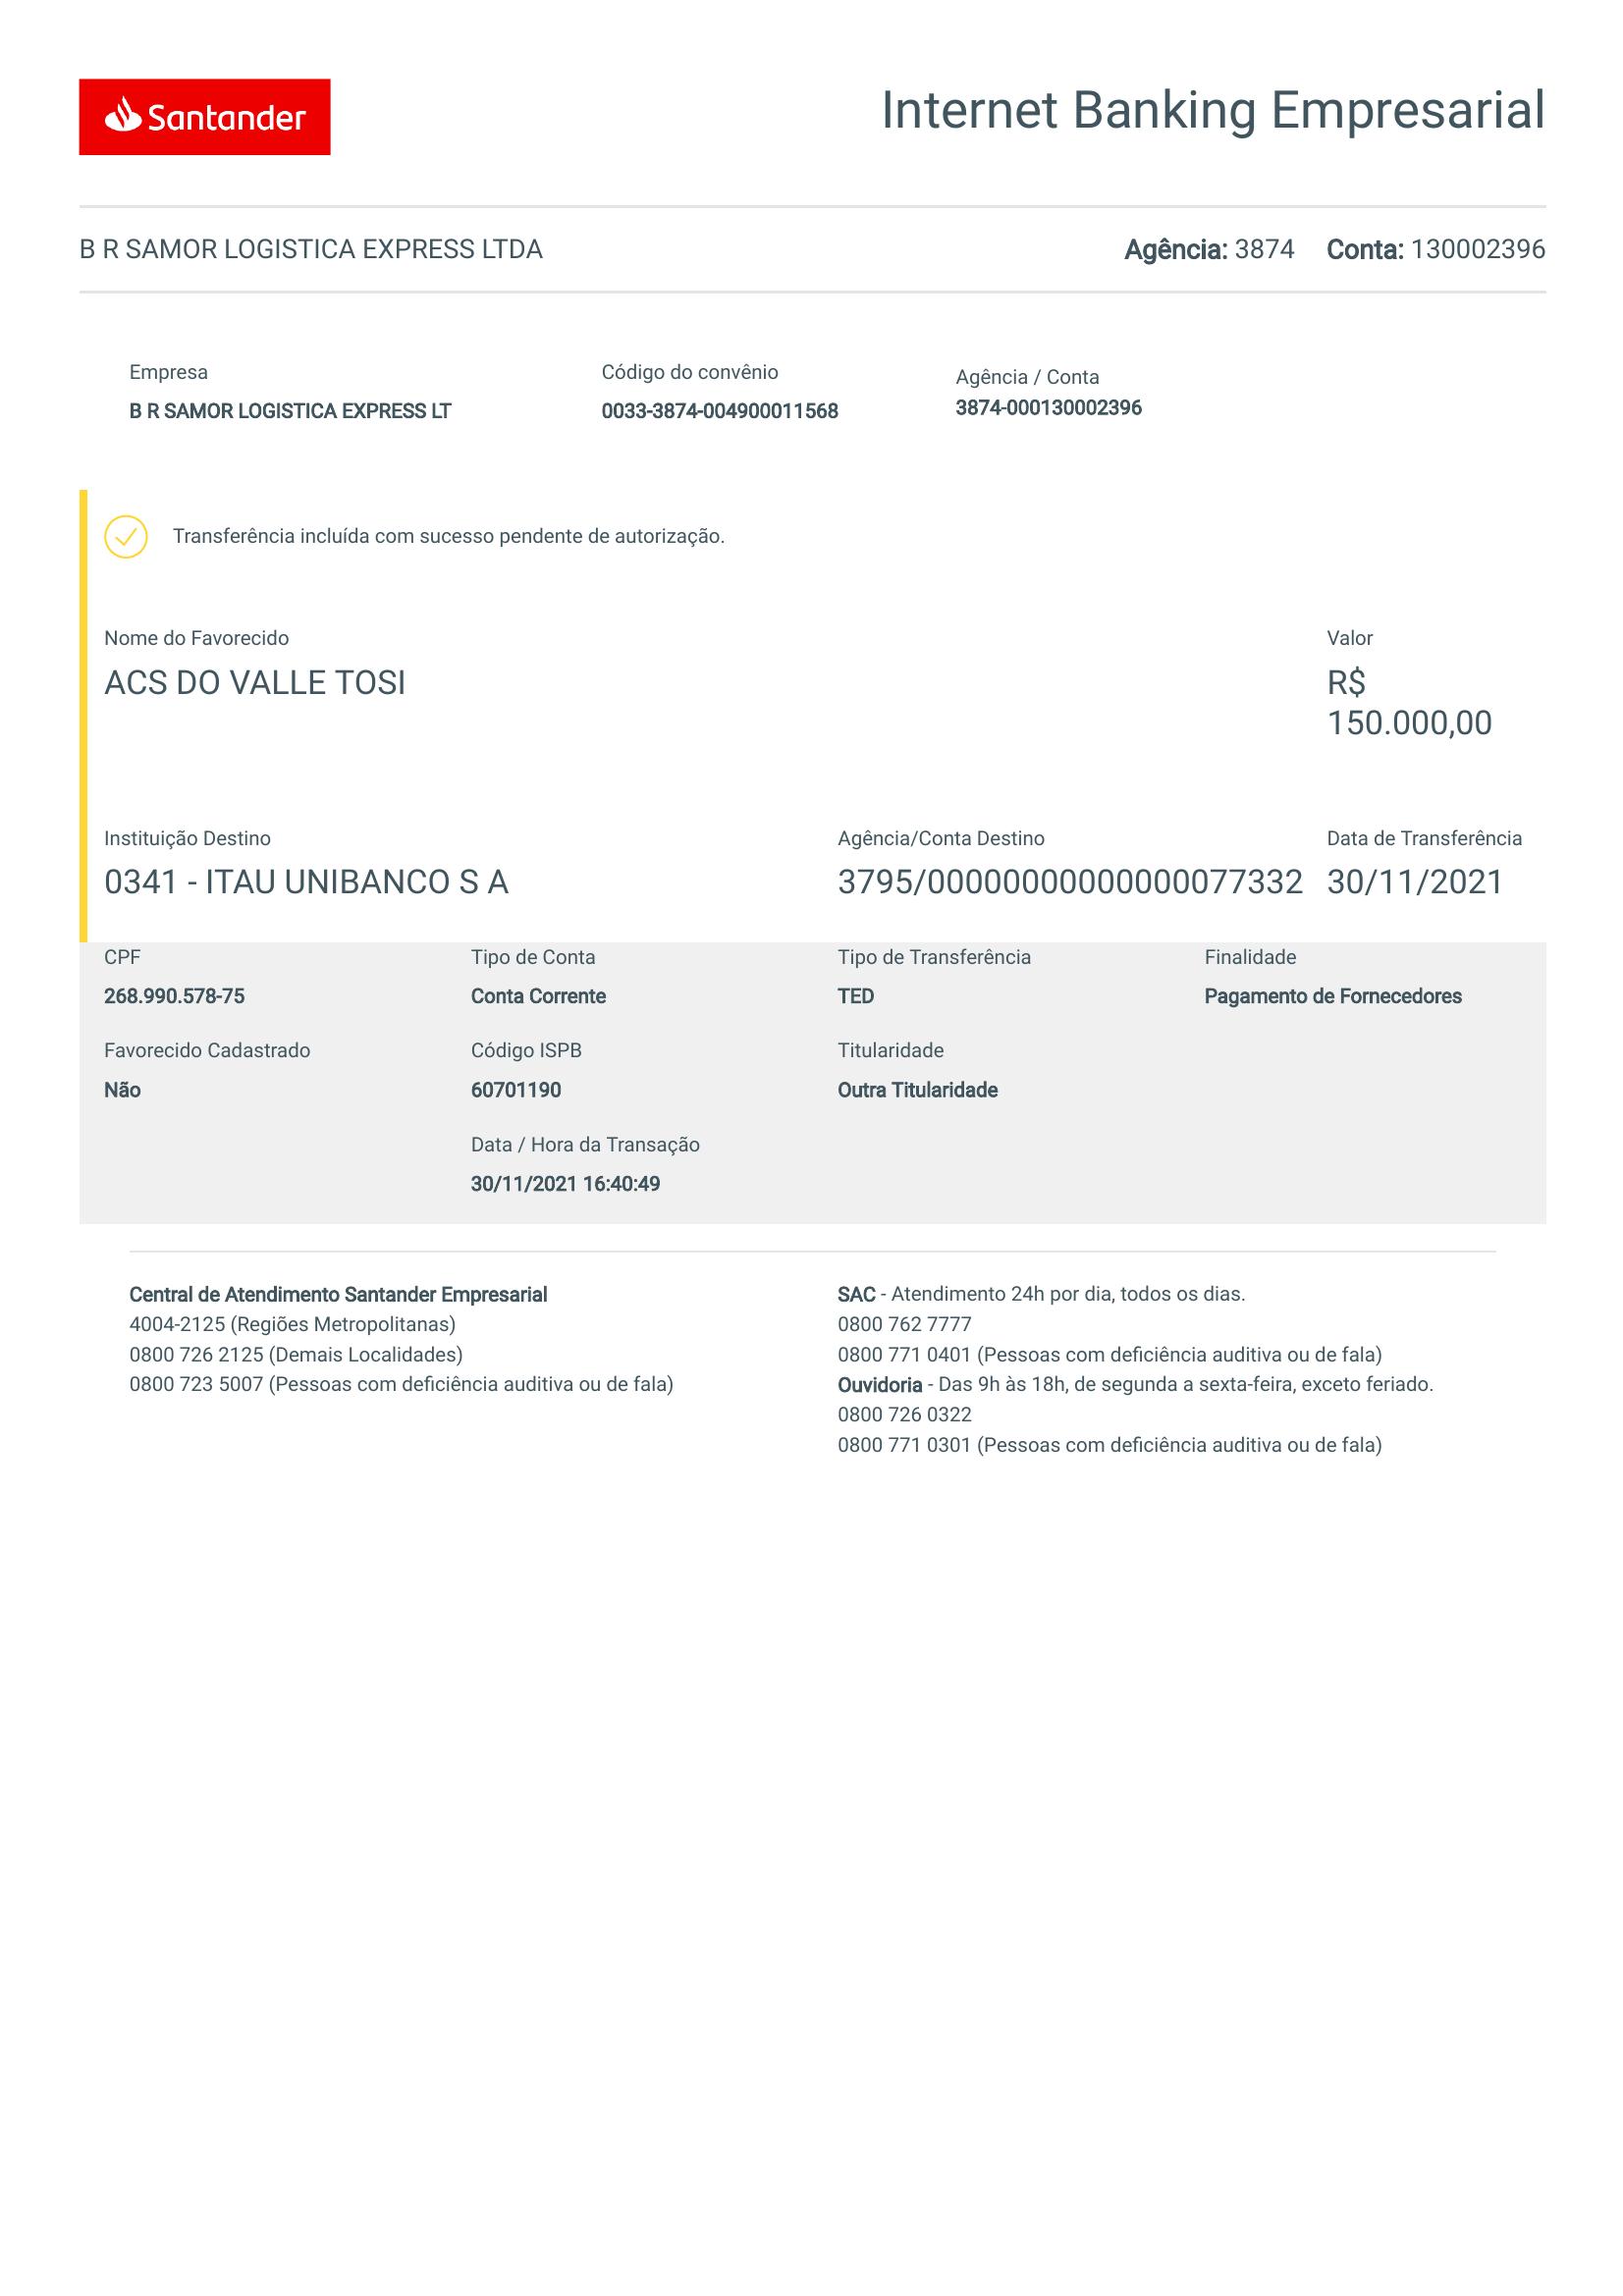 Santander
Internet Banking Empresarial
B R SAMOR LOGISTICA EXPRESS LTDA
Agência: 3874 Conta: 130002396
Empresa
B R SAMOR LOGISTICA EXPRESS LT
Código do convênio
0033-3874-004900011568
Agência / Conta
3874-000130002396
Transferência incluída com sucesso pendente de autorização.
Nome do Favorecido
ACS DO VALLE TOSI
Valor
R$
150.000,00
Instituição Destino
0341 - ITAU UNIBANCO S A
Agência/Conta Destino
3795/00000000000000077332
Data de Transferência
30/11/2021
CPF
268.990.578-75
Tipo de Conta
Conta Corrente
Tipo de Transferência
TED
Finalidade
Pagamento de Fornecedores
Favorecido Cadastrado
Não
Código ISPB
60701190
Titularidade
Outra Titularidade
Data / Hora da Transação
30/11/2021 16:40:49
Central de Atendimento Santander Empresarial
4004-2125 (Regiões Metropolitanas)
0800 726 2125 (Demais Localidades)
0800 723 5007 (Pessoas com deficiência auditiva ou de fala)
SAC - Atendimento 24h por dia, todos os dias.
0800 762 7777
0800 771 0401 (Pessoas com deficiência auditiva ou de fala)
Ouvidoria - Das 9h às 18h, de segunda a sexta-feira, exceto feriado.
0800 726 0322
0800 771 0301 (Pessoas com deficiência auditiva ou de fala)